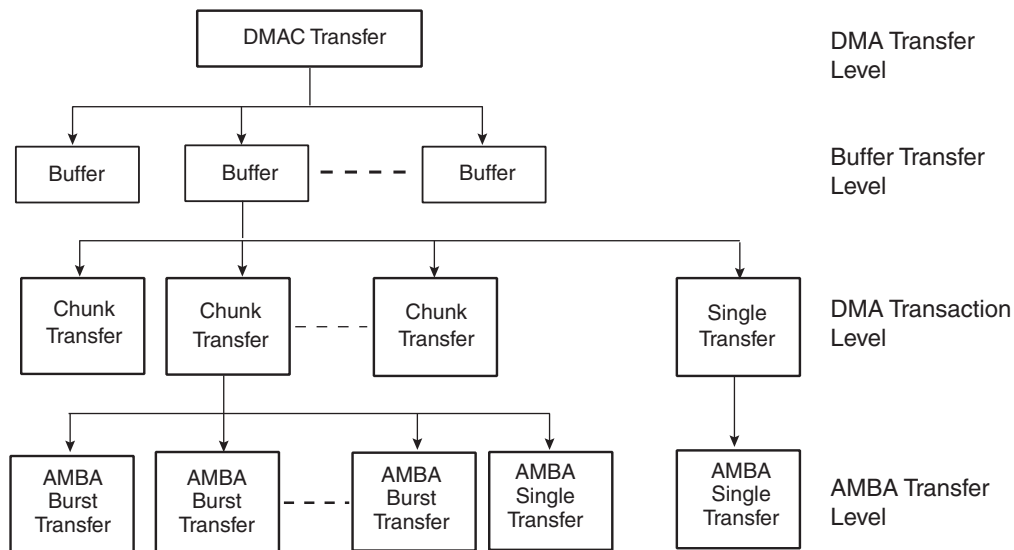 DMAC Transfer
DMA Transfer
Level
Buffer
Buffer
Buffer
Buffer Transfer
Level
Chunk
Transfer
Chunk
Transfer
Chunk
Transfer
Single
Transfer
DMA Transaction
Level
AMBA
Burst
Transfer
AMBA
Burst
Transfer
AMBA
Burst
Transfer
AMBA
Single
Transfer
AMBA
Single
Transfer
AMBA Transfer
Level